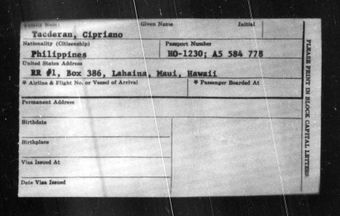 Family Name Given Name Initial
Tacderan, Cipriano
Nationality (Citizenship) Passport Number
Philippines HO-1230; A5 584 778
United States Address
RR #1, Box 386, Lahaina, Maui, Hawaii
* Airline & Flight No. or Vessel of Arrival * Passenger Boarded At
Permanent Address
Birthdate
Birthplace
Visa Issued At
Date Visa Issued
PLEASE PRINT IN BLOCK CAPITAL LETTERS